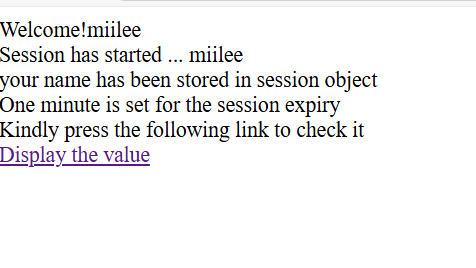 Welcome!miilee
Session has started ... miilee
your name has been stored in session object
One minute is set for the session expiry
Kindly press the following link to check it
Display the value